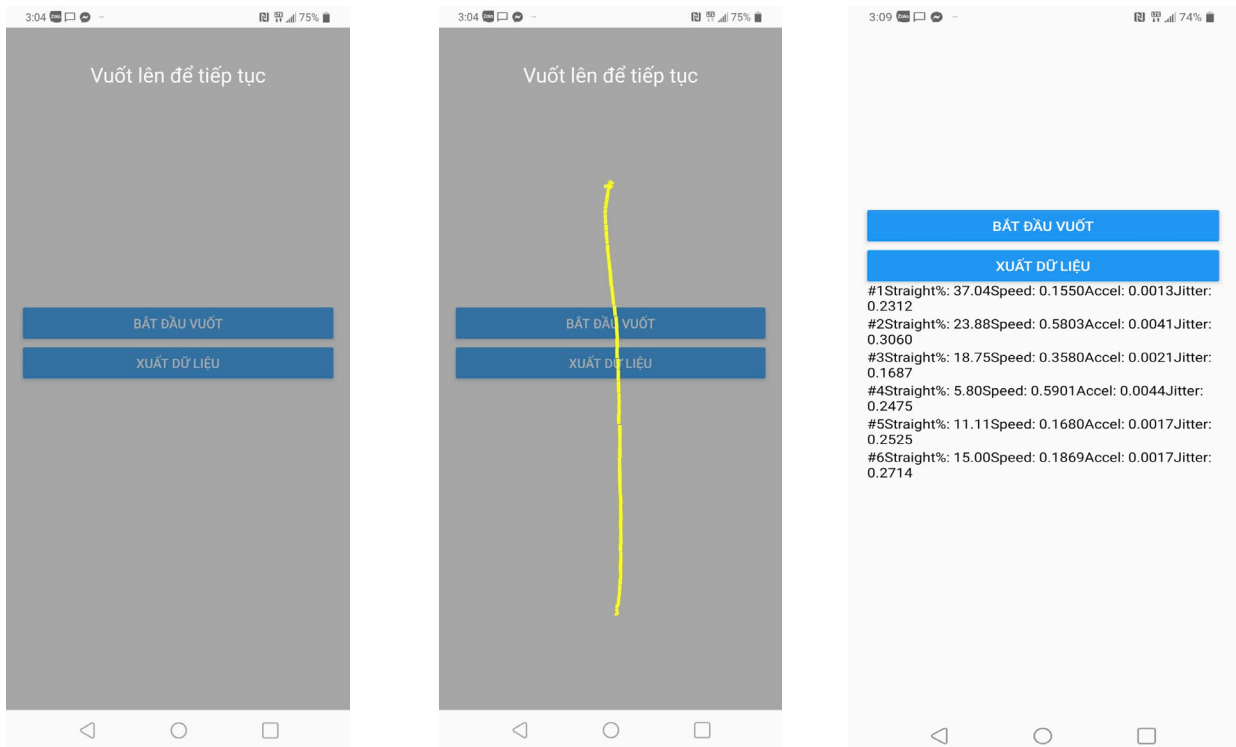 3:04 Zalo 75%
Vuốt lên để tiếp tục
BẮT ĐẦU VUỐT
XUẤT DỮ LIỆU
3:04 Zalo 75%
Vuốt lên để tiếp tục
BẮT ĐẦU VUỐT
XUẤT DỮ LIỆU
3:09 Zalo 74%
BẮT ĐẦU VUỐT
XUẤT DỮ LIỆU
#1Straight%: 37.04Speed: 0.1550Accel: 0.0013Jitter:
0.2312
#2Straight%: 23.88Speed: 0.5803Accel: 0.0041Jitter:
0.3060
#3Straight%: 18.75Speed: 0.3580Accel: 0.0021Jitter:
0.1687
#4Straight%: 5.80Speed: 0.5901Accel: 0.0044Jitter:
0.2475
#5Straight%: 11.11Speed: 0.1680Accel: 0.0017Jitter:
0.2525
#6Straight%: 15.00Speed: 0.1869Accel: 0.0017Jitter:
0.2714